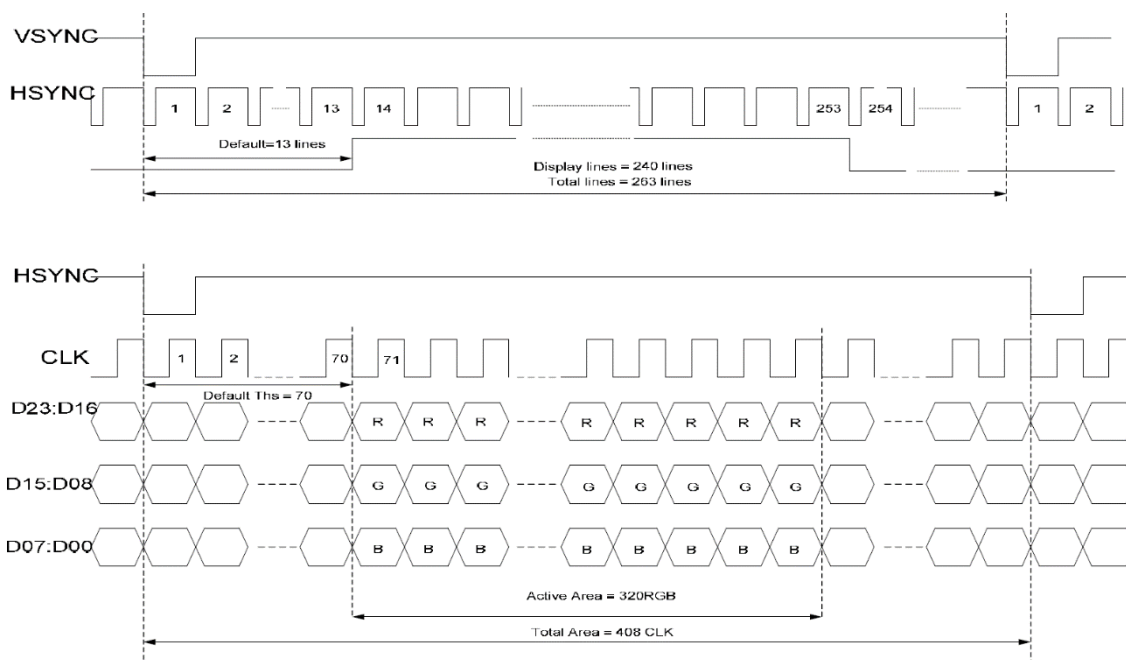 VSYNC
HSYNC
1 2 13 14 253 254 1 2
Default=13 lines
Display lines = 240 lines
Total lines = 263 lines
HSYNC
CLK
1 2 70 71
Default Ths = 70
D23:D16
R R R R R R R R
D15:D08
G G G G G G G G
D07:D00
B B B B B B B B
Active Area = 320RGB
Total Area = 408 CLK